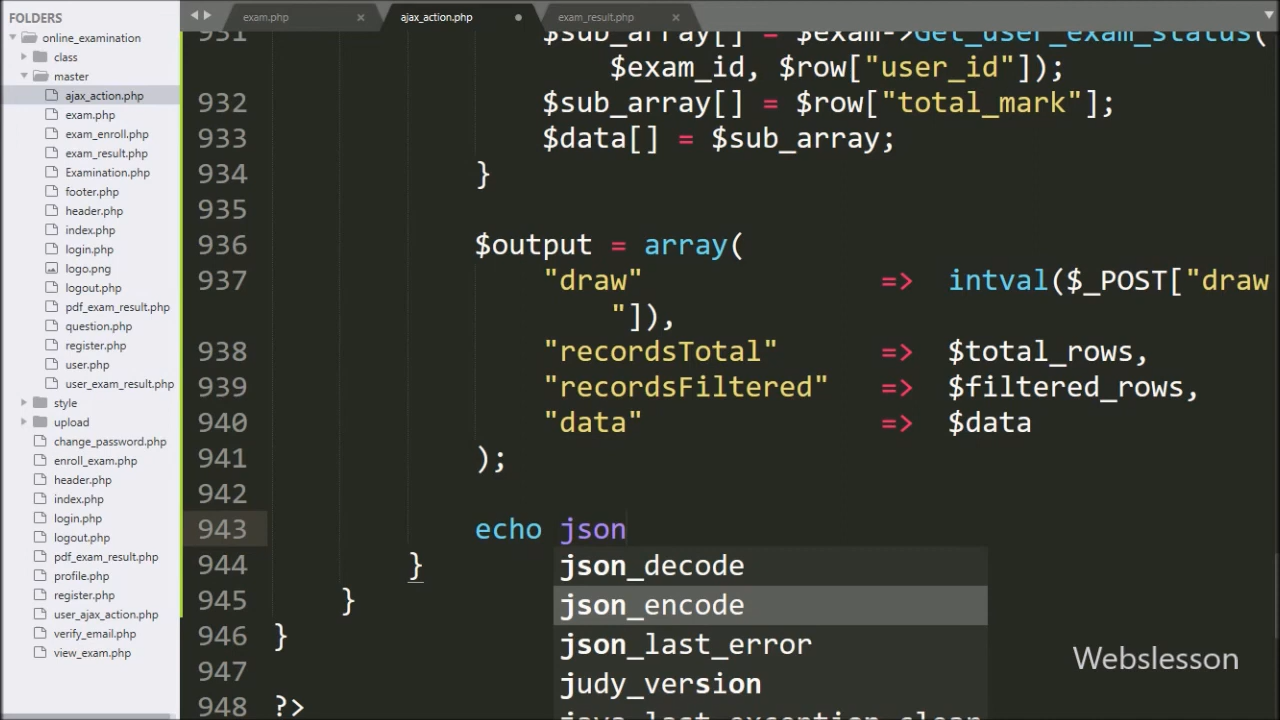 FOLDERS
online_examination
class
master
ajax_action.php
exam.php
exam_enroll.php
exam_result.php
Examination.php
footer.php
header.php
index.php
login.php
logo.png
logout.php
pdf_exam_result.php
question.php
register.php
user.php
user_exam_result.php
style
upload
change_password.php
enroll_exam.php
header.php
index.php
login.php
logout.php
pdf_exam_result.php
profile.php
register.php
user_ajax_action.php
verify_email.php
view_exam.php
exam.php × ajax_action.php exam_result.php ×
931 $sub_array[] = $exam->Get_user_exam_status(
$exam_id, $row["user_id"]);
932 $sub_array[] = $row["total_mark"];
933 $data[] = $sub_array;
934 }
935
936 $output = array(
937 "draw" => intval($_POST["draw
"]),
938 "recordsTotal" => $total_rows,
939 "recordsFiltered" => $filtered_rows,
940 "data" => $data
941 );
942
943 echo json
944 }
945 }
946 }
947
948 ?>
json_decode
json_encode
json_last_error
judy_version
java_last_exception_clear
Webslesson